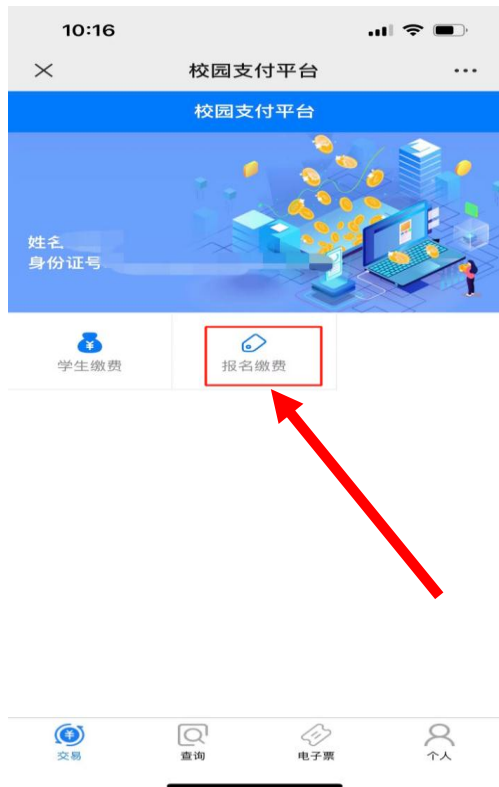 10:16
校园支付平台
校园支付平台
姓名
身份证号
学生缴费
报名缴费
交易
查询
电子票
个人